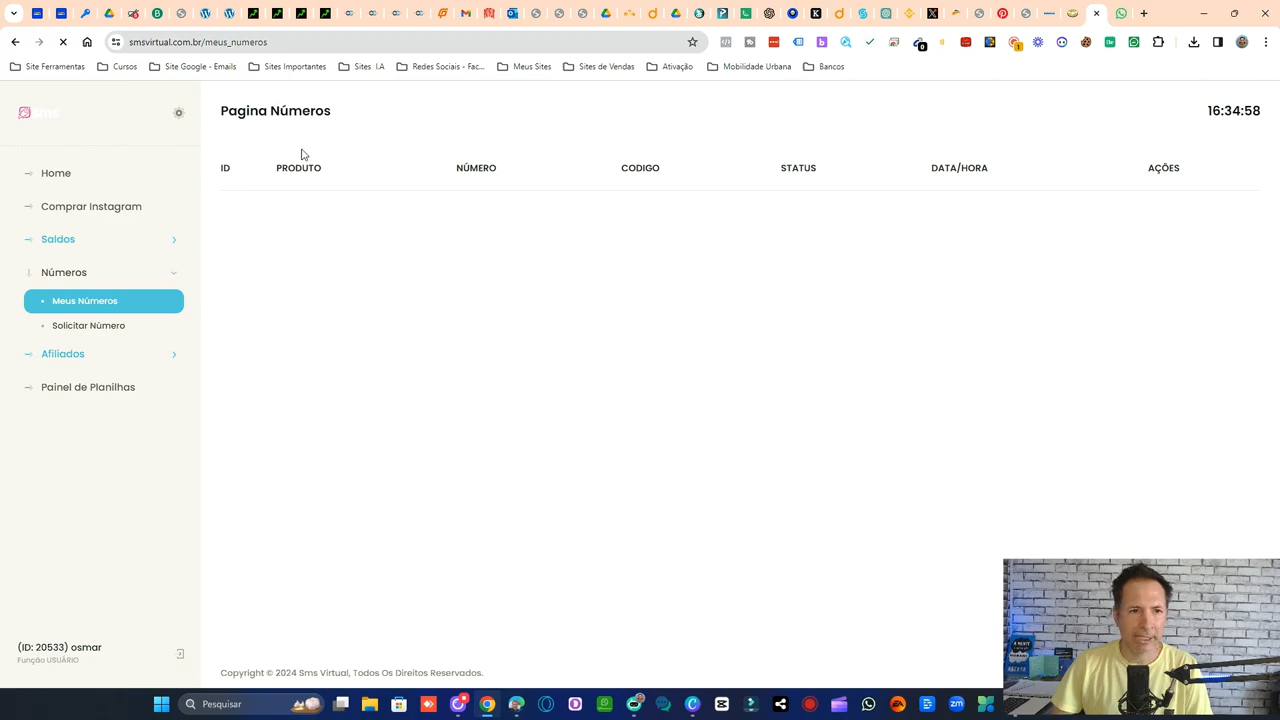 smsvirtual.com.br/meus_numeros
0
1
Site Ferramentas
Cursos
Site Google - Emails
Sites Importantes
Sites I.A
Redes Sociais - Fac...
Meus Sites
Sites de Vendas
Ativação
Mobilidade Urbana
Bancos
sms
Pagina Números
16:34:58
ID
PRODUTO
NÚMERO
CODIGO
STATUS
DATA/HORA
AÇÕES
Home
Comprar Instagram
Saldos
Números
Meus Números
Solicitar Número
Afiliados
Painel de Planilhas
(ID: 20533) osmar
Função USUÁRIO
Copyright © 2024 Sms Virtual, Todos Os Direitos Reservados.
Pesquisar